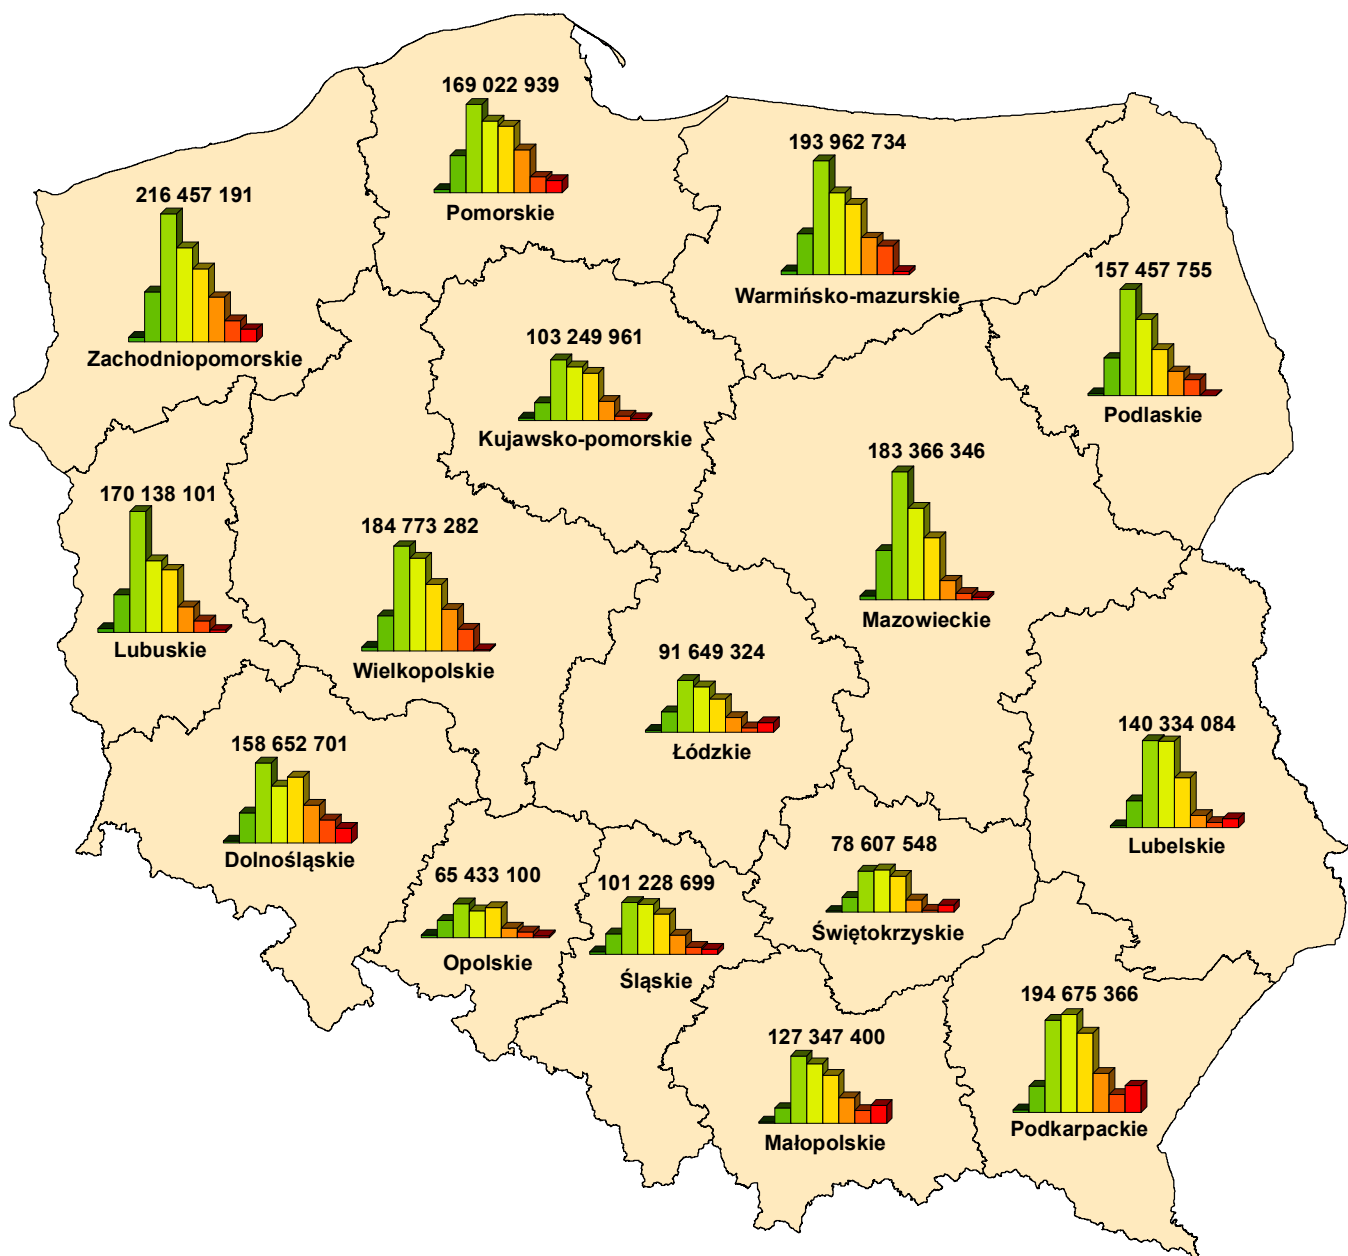 169 022 939
Pomorskie
193 962 734
Warmińsko-mazurskie
216 457 191
Zachodniopomorskie
157 457 755
Podlaskie
103 249 961
Kujawsko-pomorskie
183 366 346
Mazowieckie
170 138 101
Lubuskie
184 773 282
Wielkopolskie
91 649 324
Łódzkie
158 652 701
Dolnośląskie
140 334 084
Lubelskie
65 433 100
Opolskie
101 228 699
Śląskie
78 607 548
Świętokrzyskie
194 675 366
Podkarpackie
127 347 400
Małopolskie